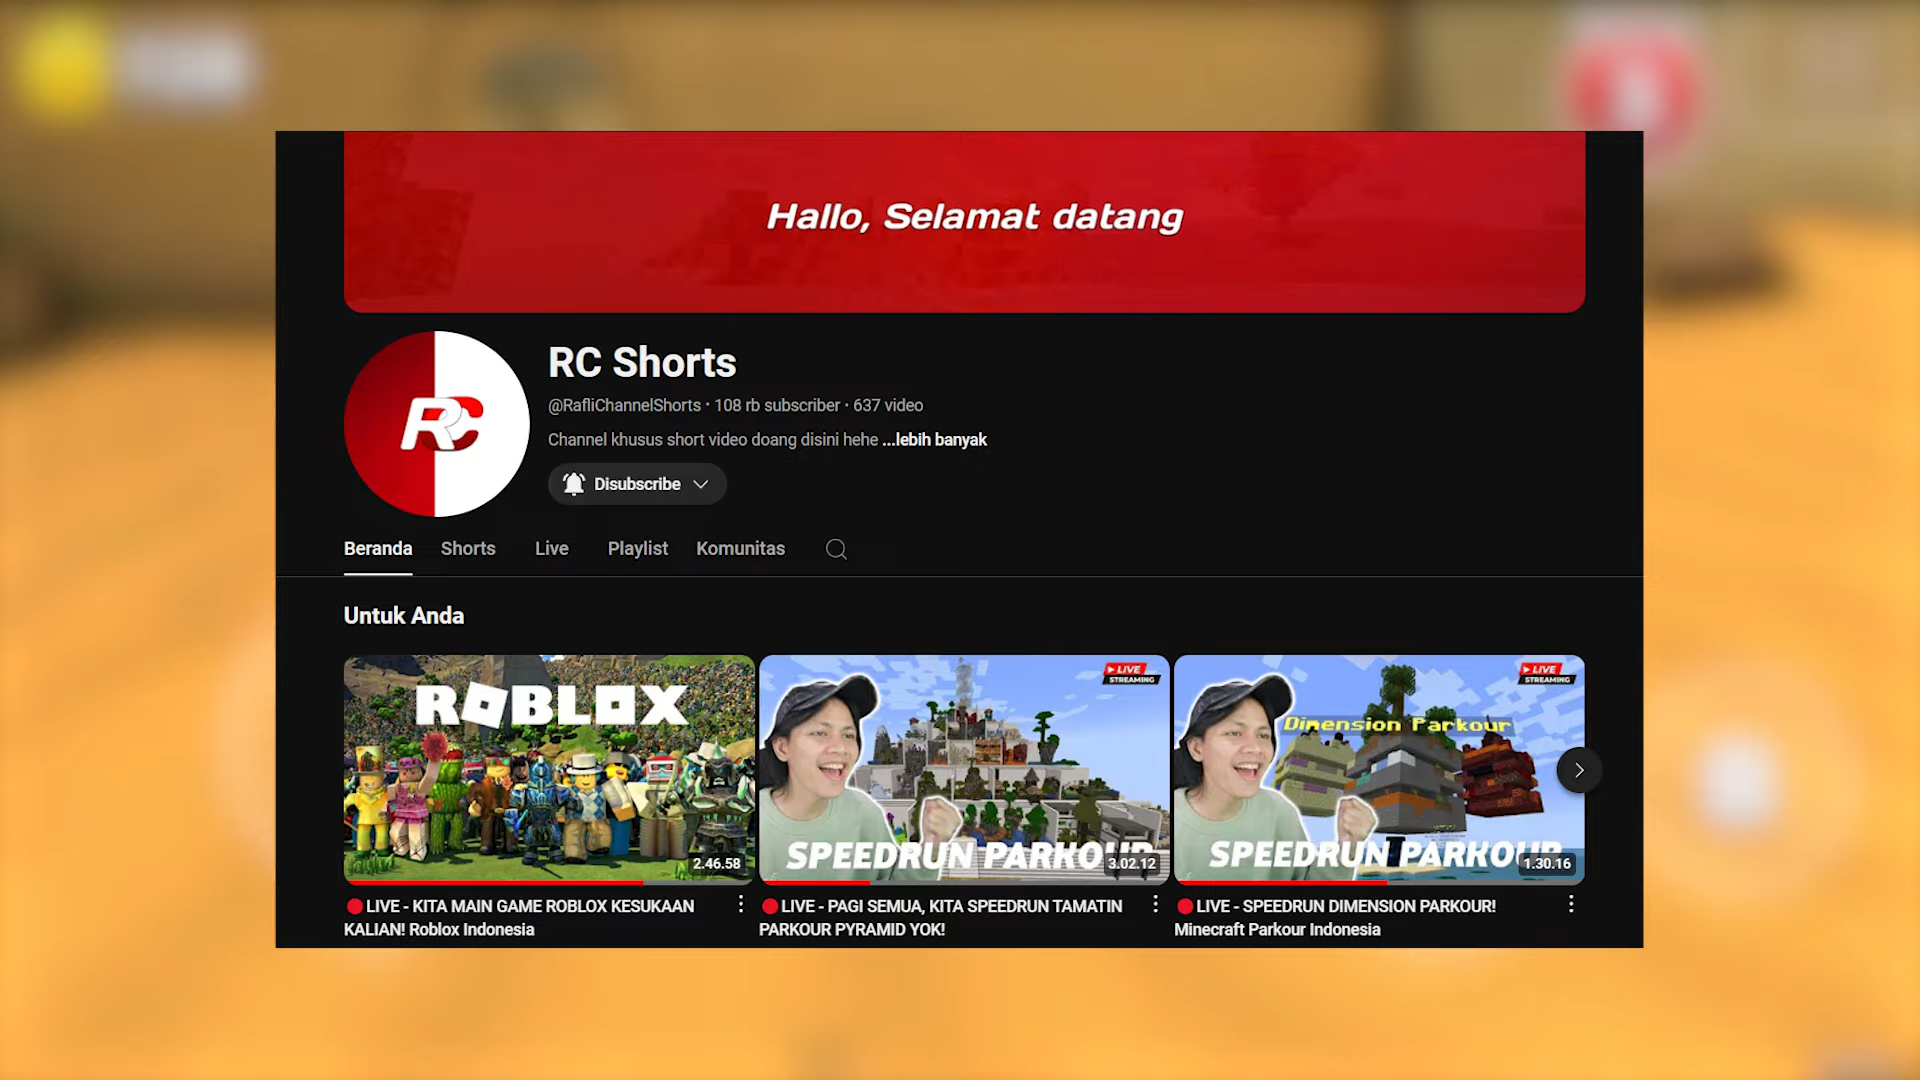 Hallo, Selamat datang
RC
RC Shorts
@RafliChannelShorts · 108 rb subscriber · 637 video
Channel khusus short video doang disini hehe ...lebih banyak
Disubscribe
Beranda Shorts Live Playlist Komunitas
Untuk Anda
ROBLOX
2.46.58
LIVE STREAMING
SPEEDRUN PARKOUR
3.02.12
LIVE STREAMING
Dimension Parkour
SPEEDRUN PARKOUR
1.30.16
LIVE - KITA MAIN GAME ROBLOX KESUKAAN
KALIAN! Roblox Indonesia
LIVE - PAGI SEMUA, KITA SPEEDRUN TAMATIN
PARKOUR PYRAMID YOK!
LIVE - SPEEDRUN DIMENSION PARKOUR!
Minecraft Parkour Indonesia